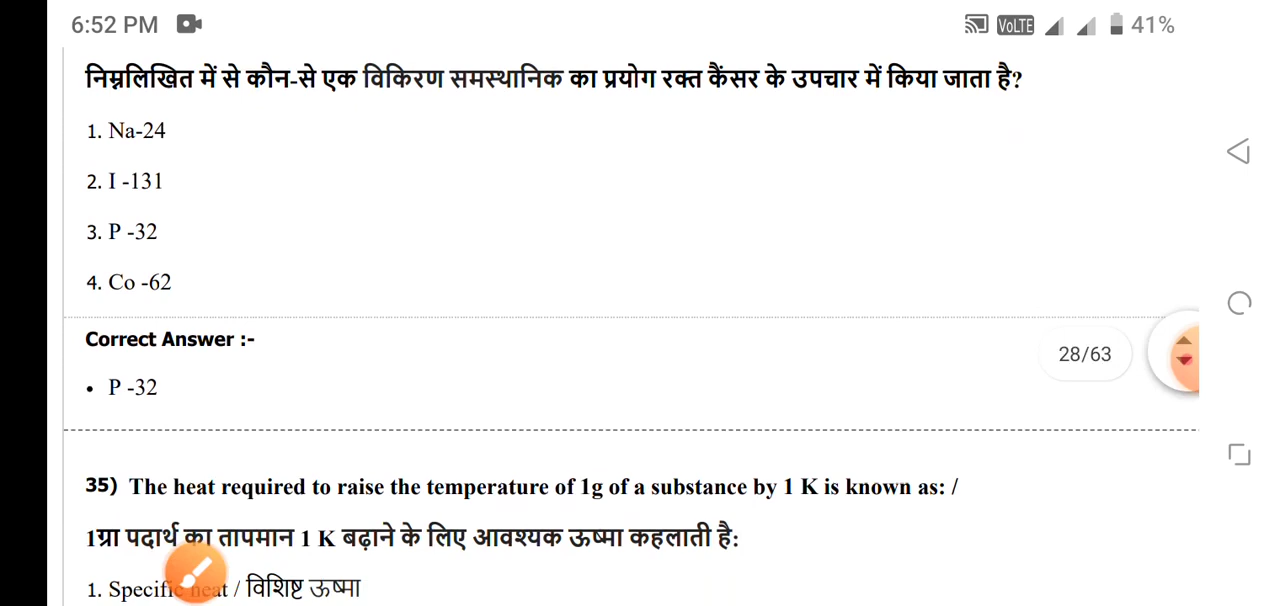 6:52 PM VoLTE 41%
निम्नलिखित में से कौन-से एक विकिरण समस्थानिक का प्रयोग रक्त कैंसर के उपचार में किया जाता है?
1. Na-24
2. I -131
3. P -32
4. Co -62
Correct Answer :-
28/63
• P -32
35) The heat required to raise the temperature of 1g of a substance by 1 K is known as: /
1ग्रा पदार्थ का तापमान 1 K बढ़ाने के लिए आवश्यक ऊष्मा कहलाती है:
1. Specific heat / विशिष्ट ऊष्मा